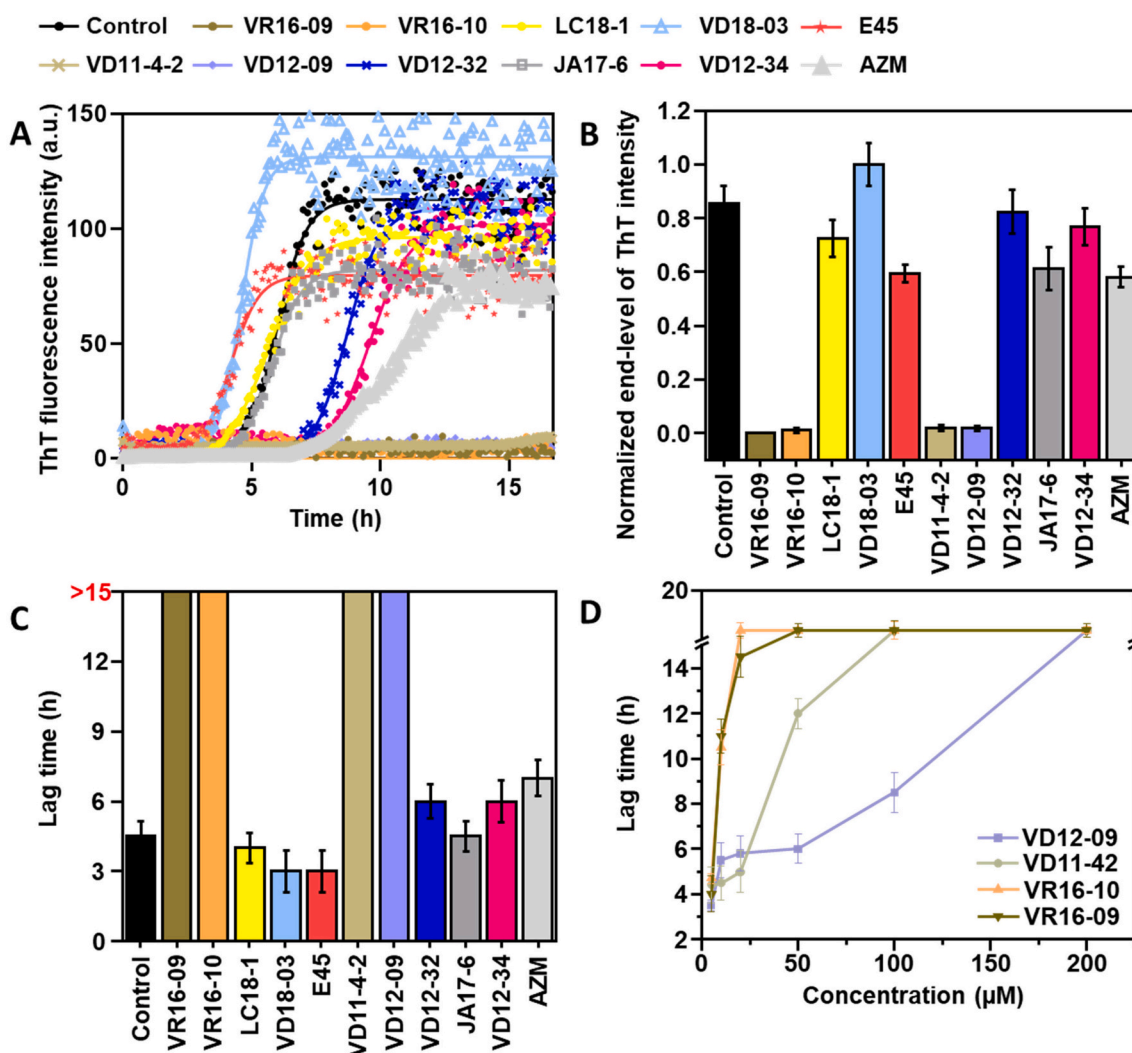 Control VR16-09 VR16-10 LC18-1 VD18-03 E45
VD11-4-2 VD12-09 VD12-32 JA17-6 VD12-34 AZM
A
ThT fluorescence intensity (a.u.)
150
100
50
0
0 5 10 15
Time (h)
B
Normalized end-level of ThT intensity
1.2
1.0
0.8
0.6
0.4
0.2
0.0
Control
VR16-09
VR16-10
LC18-1
VD18-03
E45
VD11-4-2
VD12-09
VD12-32
JA17-6
VD12-34
AZM
C
Lag time (h)
>15
12
9
6
3
0
Control
VR16-09
VR16-10
LC18-1
VD18-03
E45
VD11-4-2
VD12-09
VD12-32
JA17-6
VD12-34
AZM
D
Lag time (h)
20
14
12
10
8
6
4
2
VD12-09
VD11-42
VR16-10
VR16-09
0 50 100 150 200
Concentration (µM)